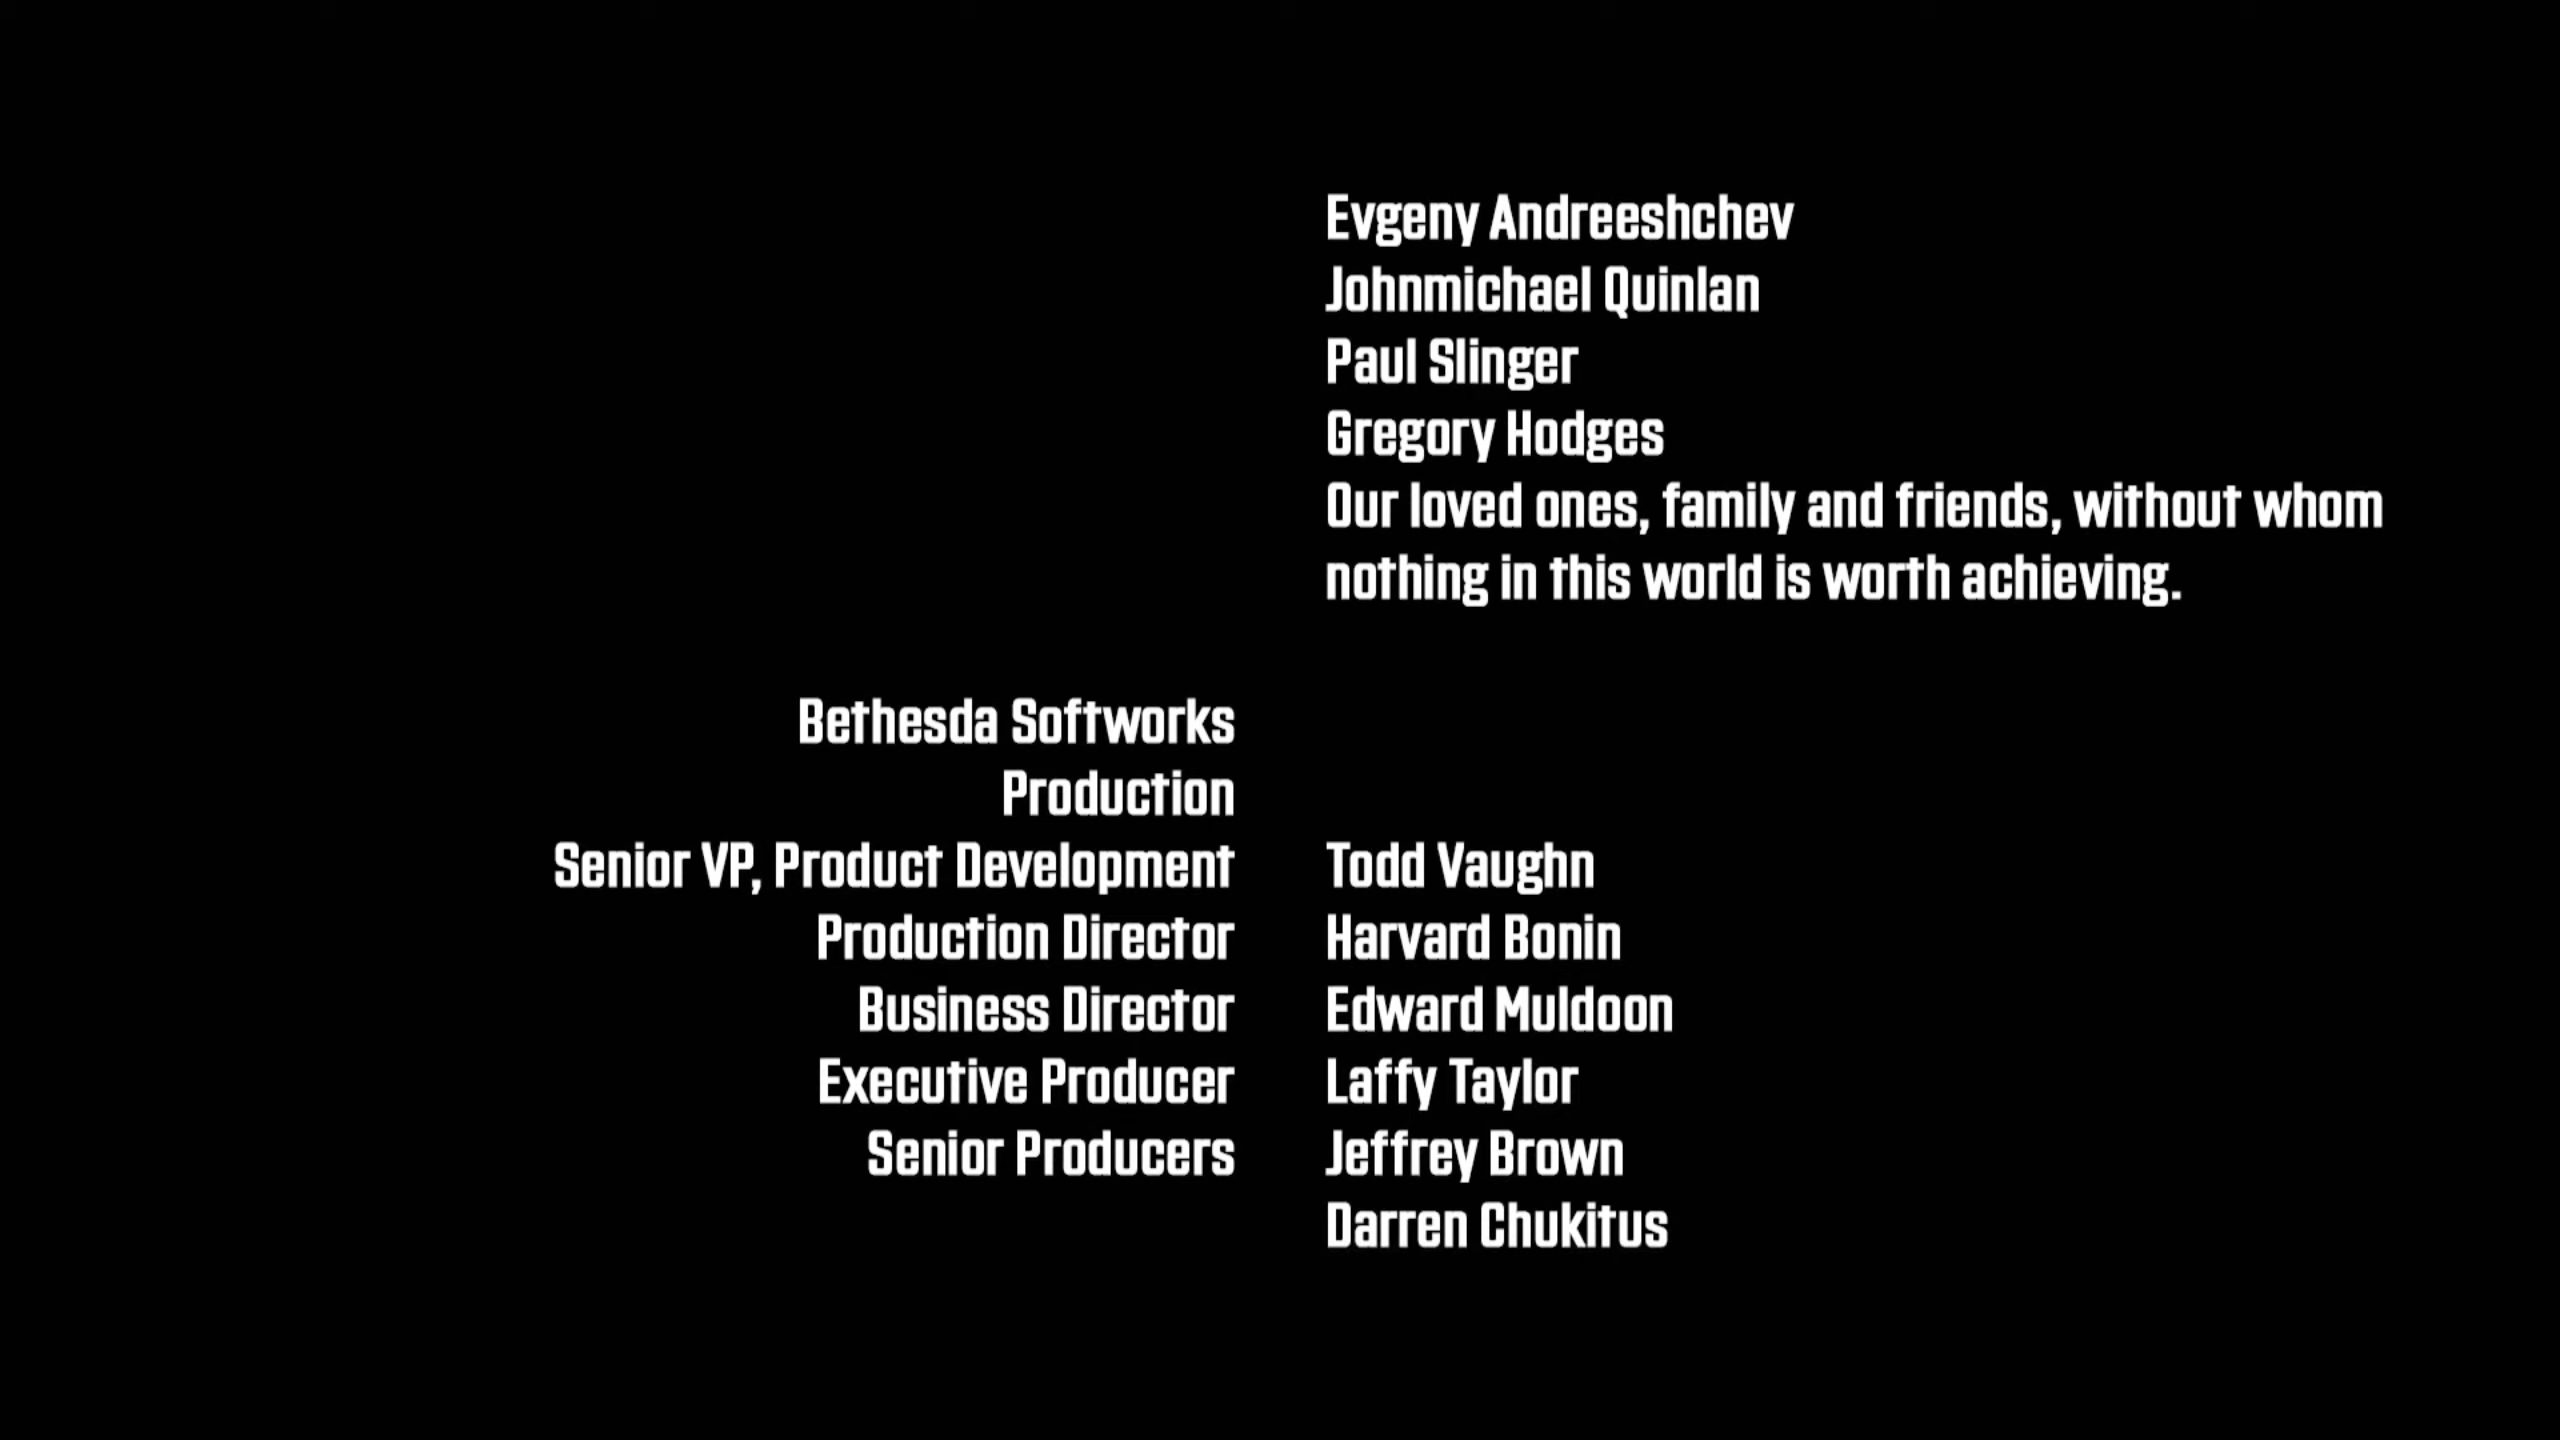 Evgeny Andreeshchev
Johnmichael Quinlan
Paul Slinger
Gregory Hodges
Our loved ones, family and friends, without whom
nothing in this world is worth achieving.
Bethesda Softworks
Production
Senior VP, Product Development Todd Vaughn
Production Director Harvard Bonin
Business Director Edward Muldoon
Executive Producer Laffy Taylor
Senior Producers Jeffrey Brown
Darren Chukitus